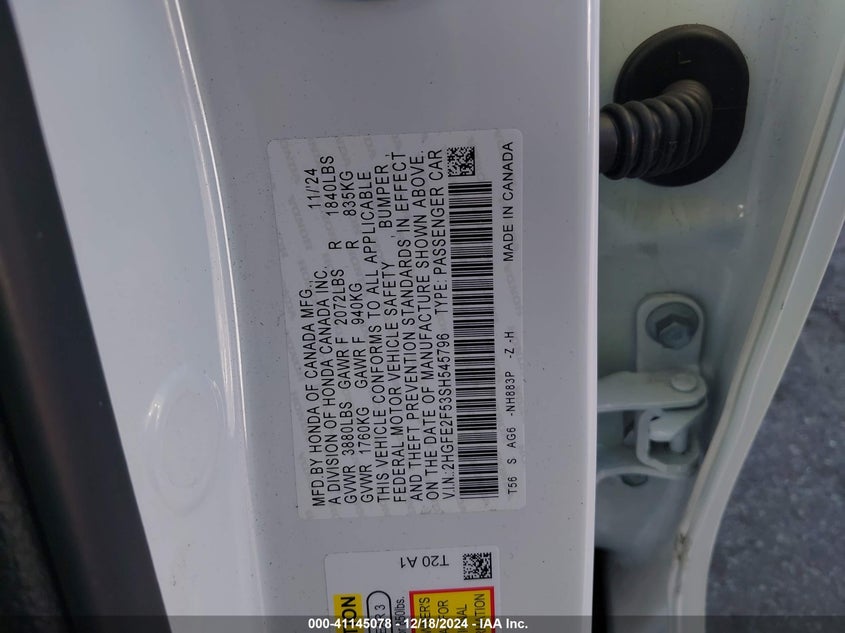 MFD.BY HONDA OF CANADA MFG., 11/'24
A DIVISION OF HONDA CANADA INC.
GVWR 3880LBS GAWR F 2072LBS R 1840LBS
GVWR 1760KG GAWR F 940KG R 835KG
THIS VEHICLE CONFORMS TO ALL APPLICABLE
FEDERAL MOTOR VEHICLE SAFETY, BUMPER,
AND THEFT PREVENTION STANDARDS IN EFFECT
ON THE DATE OF MANUFACTURE SHOWN ABOVE.
V.I.N.:2HGFE2F53SH545796 TYPE: PASSENGER CAR
T56 S AG6 -NH883P -Z -H MADE IN CANADA
T20 A1
000-41145078 - 12/18/2024 - IAA Inc.